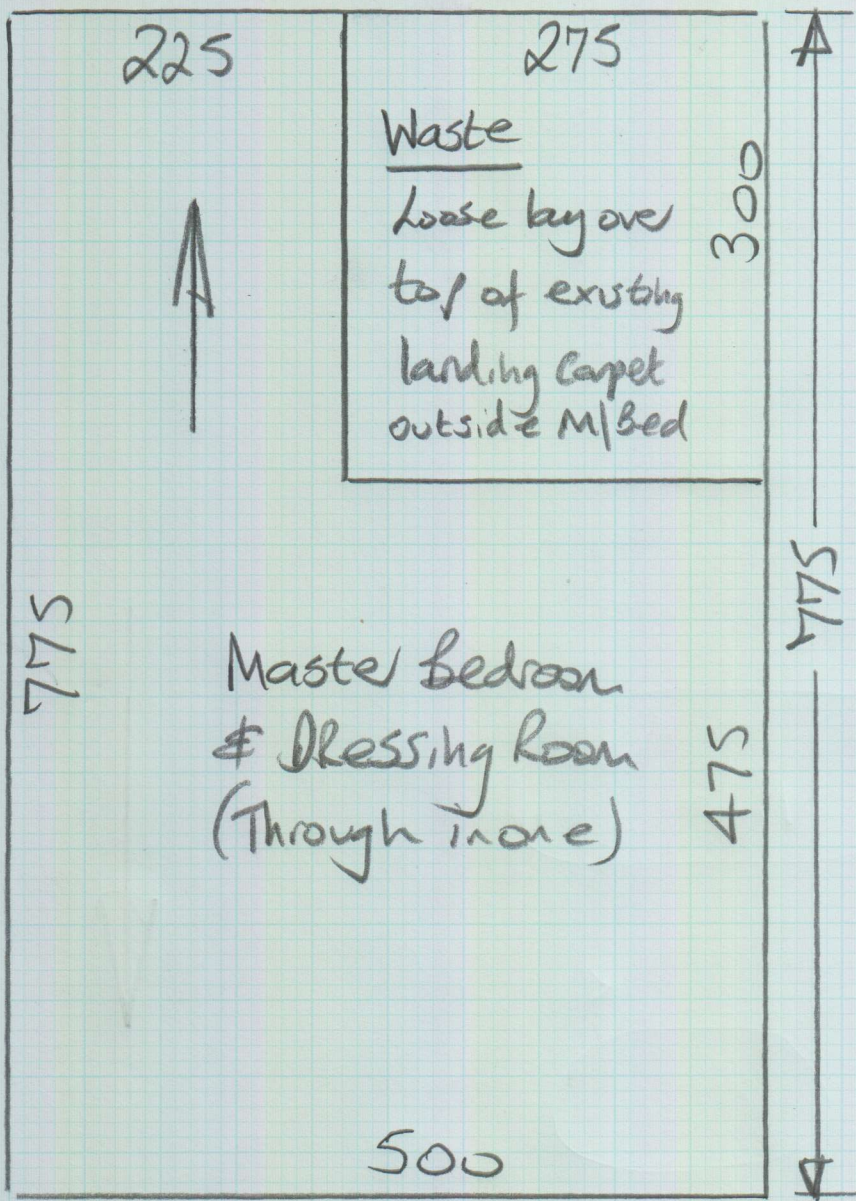 225
275
Waste
Loose lay over
top of existing
landing Carpet
outside M/Bed
300
775
775
Master Bedroom
& Dressing Room
(Through in one)
475
500